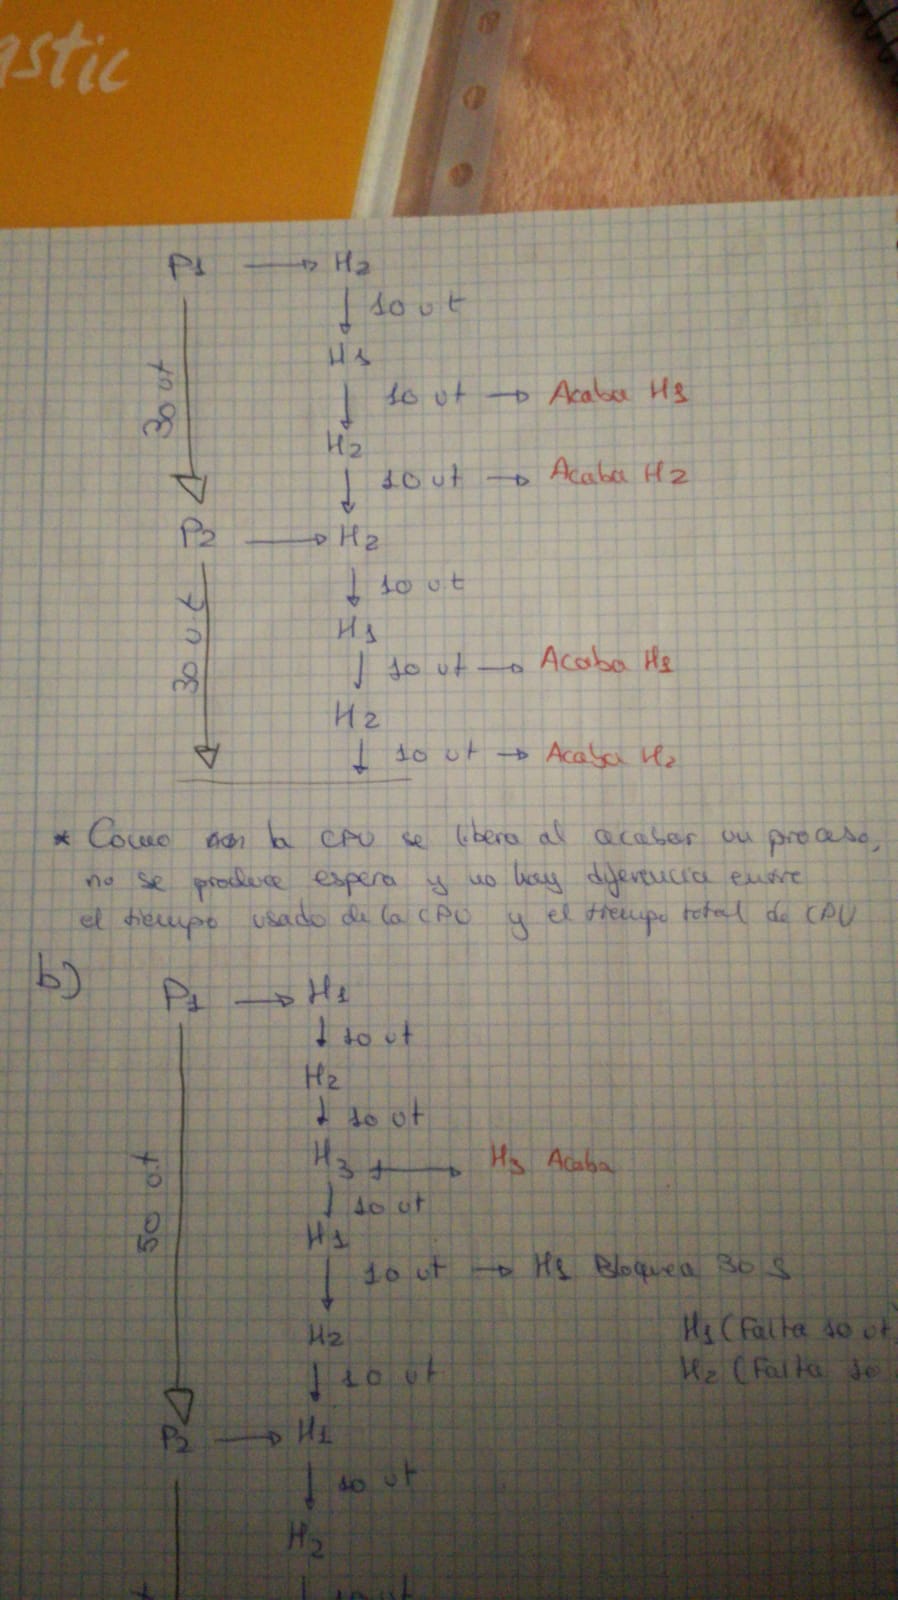 astic
P1 → H2
↓ 10 ut
H1
30 ut
↓ 10 ut → Acaba H1
H2
↓ 10 ut → Acaba H2
P2 → H2
↓ 10 ut
30 ut
H1
↓ 10 ut → Acaba H1
H2
↓ 10 ut → Acaba H2
* Como la CPU se libera al acabar un proceso,
no se produce espera y no hay diferencia entre
el tiempo usado de la CPU y el tiempo total de CPU
b)
P1 → H1
↓ 10 ut
H2
↓ 10 ut
H3 → H3 Acaba
50 ut
↓ 10 ut
H1
↓ 10 ut → H1 Bloquea 30 s
H2
H1 (Falta 10 ut
↓ 10 ut
H2 (Falta 10
P2 → H1
↓ 10 ut
H2
10 ut